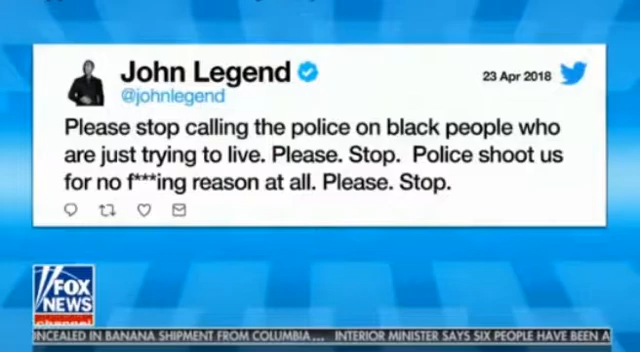 John Legend
@johnlegend
23 Apr 2018
Please stop calling the police on black people who
are just trying to live. Please. Stop. Police shoot us
for no f***ing reason at all. Please. Stop.
FOX
NEWS
channel
NCEALED IN BANANA SHIPMENT FROM COLUMBIA... INTERIOR MINISTER SAYS SIX PEOPLE HAVE BEEN A